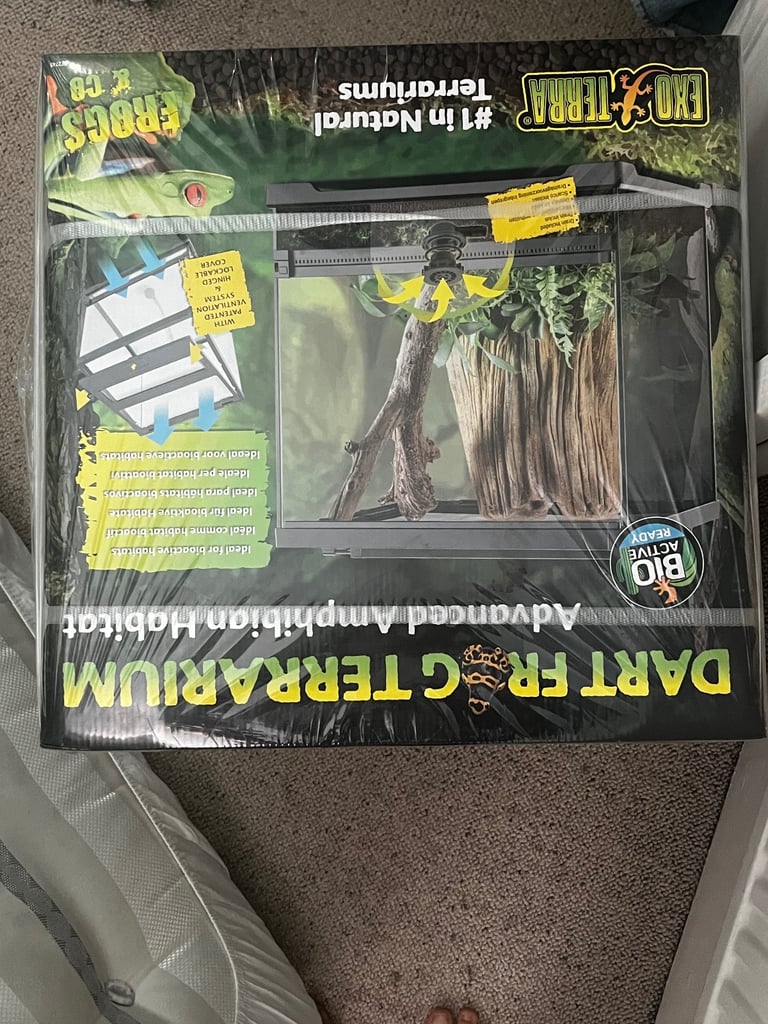 DART FROG TERRARIUM
Advanced Amphibian Habitat
BIO
ACTIVE
READY
Ideal for bioactive habitats
Idéal comme habitat bioactif
Ideal für bioaktive Habitate
Ideal para hábitats bioactivos
Ideale per habitat bioattivi
Ideaal voor bioactieve habitats
WITH
PATENTED
VENTILATION
SYSTEM
&
HINGED
LOCKABLE
COVER
Drain included
EXO TERRA®
#1 in Natural
Terrariums
FROGS
& CO